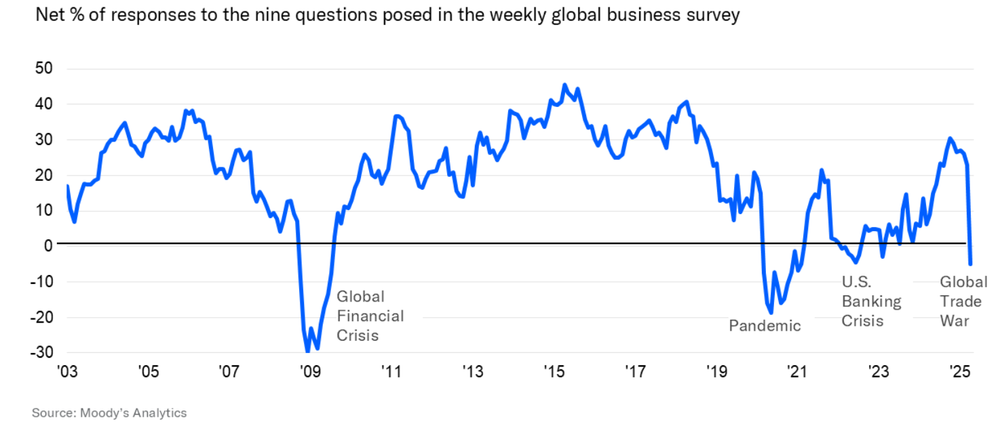 Net % of responses to the nine questions posed in the weekly global business survey
50
40
30
20
10
0
-10
-20
-30
Global
Financial
Crisis
Pandemic
U.S.
Banking
Crisis
Global
Trade
War
'03 '05 '07 '09 '11 '13 '15 '17 '19 '21 '23 '25
Source: Moody’s Analytics